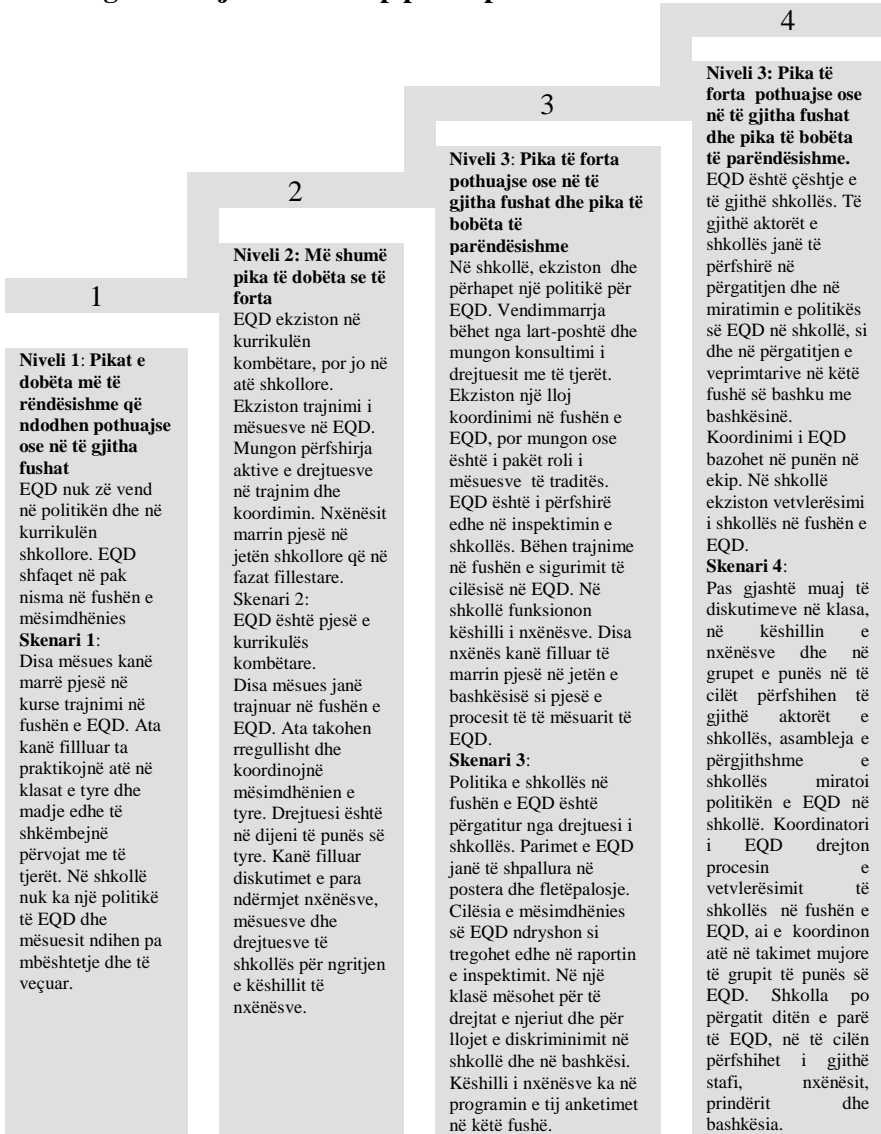 1
Niveli 1: Pikat e
dobëta më të
rëndësishme që
ndodhen pothuajse
ose në të gjitha
fushat
EQD nuk zë vend
në politikën dhe në
kurrikulën
shkollore. EQD
shfaqet në pak
nisma në fushën e
mësimdhënies
Skenari 1:
Disa mësues kanë
marrë pjesë në
kurse trajnimi në
fushën e EQD. Ata
kanë fillluar ta
praktikojnë atë në
klasat e tyre dhe
madje edhe të
shkëmbejnë
përvojat me të
tjerët. Në shkollë
nuk ka një politikë
të EQD dhe
mësuesit ndihen pa
mbështetje dhe të
veçuar.
2
Niveli 2: Më shumë
pika të dobëta se të
forta
EQD ekziston në
kurrikulën
kombëtare, por jo në
atë shkollore.
Ekziston trajnimi i
mësuesve në EQD.
Mungon përfshirja
aktive e drejtuesve
në trajnim dhe
koordimin. Nxënësit
marrin pjesë në
jetën shkollore që në
fazat fillestare.
Skenari 2:
EQD është pjesë e
kurrikulës
kombëtare.
Disa mësues janë
trajnuar në fushën e
EQD. Ata takohen
rregullisht dhe
koordinojnë
mësimdhënien e
tyre. Drejtuesi është
në dijeni të punës së
tyre. Kanë filluar
diskutimet e para
ndërmjet nxënësve,
mësuesve dhe
drejtuesve të
shkollës për ngritjen
e këshillit të
nxënësve.
3
Niveli 3: Pika të forta
pothuajse ose në të
gjitha fushat dhe pika të
bobëta të
parëndësishme
Në shkollë, ekziston dhe
përhapet një politikë për
EQD. Vendimmarrja
bëhet nga lart-poshtë dhe
mungon konsultimi i
drejtuesit me të tjerët.
Ekziston një lloj
koordinimi në fushën e
EQD, por mungon ose
është i pakët roli i
mësuesve të traditës.
EQD është i përfshirë
edhe në inspektimin e
shkollës. Bëhen trajnime
në fushën e sigurimit të
cilësisë në EQD. Në
shkollë funksionon
këshilli i nxënësve. Disa
nxënës kanë filluar të
marrin pjesë në jetën e
bashkësisë si pjesë e
procesit të të mësuarit të
EQD.
Skenari 3:
Politika e shkollës në
fushën e EQD është
përgatitur nga drejtuesi i
shkollës. Parimet e EQD
janë të shpallura në
postera dhe fletëpalosje.
Cilësia e mësimdhënies
së EQD ndryshon si
tregohet edhe në raportin
e inspektimit. Në një
klasë mësohet për të
drejtat e njeriut dhe për
llojet e diskriminimit në
shkollë dhe në bashkësi.
Këshilli i nxënësve ka në
programin e tij anketimet
në këtë fushë.
4
Niveli 3: Pika të
forta pothuajse ose
në të gjitha fushat
dhe pika të bobëta
të parëndësishme.
EQD është çështje e
të gjithë shkollës. Të
gjithë aktorët e
shkollës janë të
përfshirë në
përgatitjen dhe në
miratimin e politikës
së EQD në shkollë, si
dhe në përgatitjen e
veprimtarive në këtë
fushë së bashku me
bashkësinë.
Koordinimi i EQD
bazohet në punën në
ekip. Në shkollë
ekziston vetvlerësimi
i shkollës në fushën e
EQD.
Skenari 4:
Pas gjashtë muaj të
diskutimeve në klasa,
në këshillin e
nxënësve dhe në
grupet e punës në të
cilët përfshihen të
gjithë aktorët e
shkollës, asambleja e
përgjithshme e
shkollës miratoi
politikën e EQD në
shkollë. Koordinatori
i EQD drejton
procesin e
vetvlerësimit të
shkollës në fushën e
EQD, ai e koordinon
atë në takimet mujore
të grupit të punës së
EQD. Shkolla po
përgatit ditën e parë
të EQD, në të cilën
përfshihet i gjithë
stafi, nxënësit,
prindërit dhe
bashkësia.